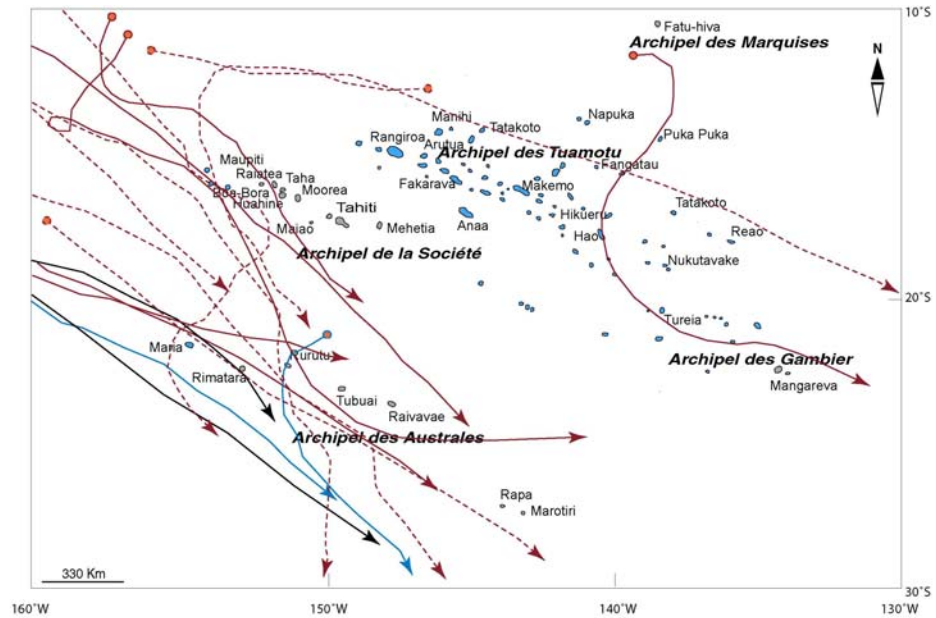 10°S
Fatu-hiva
Archipel des Marquises
N
Napuka
Manihi
Tatakoto
Rangiroa
Arutua
Puka Puka
Archipel des Tuamotu
Maupiti
Fangatau
Raiatea
Taha
Fakarava
Makemo
Bora-Bora
Moorea
Huahine
Tahiti
Tatakoto
Hikueru
Maiao
Mehetia
Anaa
Reao
Hao
Archipel de la Société
Nukutavake
20°S
Tureia
Maria
Rurutu
Archipel des Gambier
Rimatara
Mangareva
Tubuai
Raivavae
Archipel des Australes
Rapa
Marotiri
330 Km
30°S
160°W
150°W
140°W
130°W